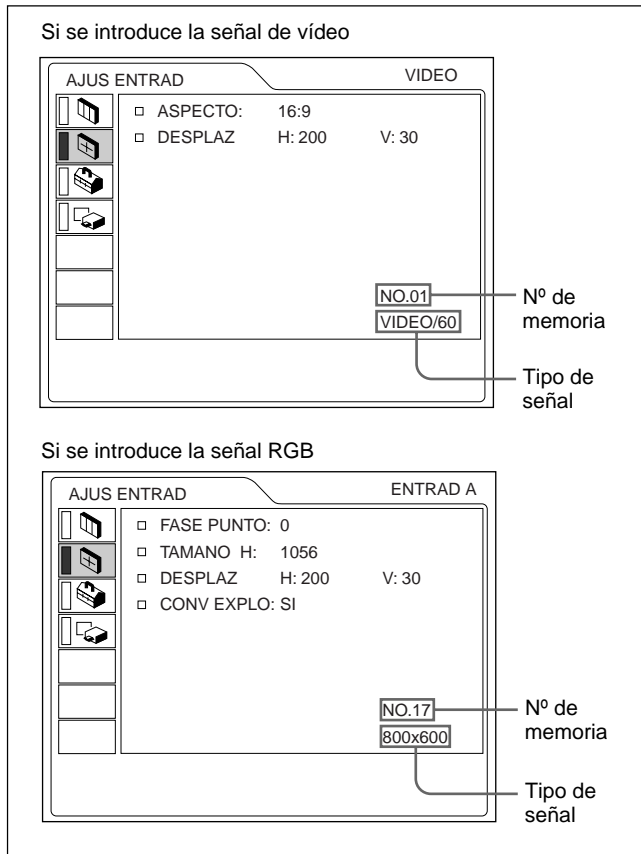 Si se introduce la señal de vídeo
AJUS ENTRAD VIDEO
ASPECTO: 16:9
DESPLAZ H: 200 V: 30
NO.01
VIDEO/60
Nº de
memoria
Tipo de
señal
Si se introduce la señal RGB
AJUS ENTRAD ENTRAD A
FASE PUNTO: 0
TAMANO H: 1056
DESPLAZ H: 200 V: 30
CONV EXPLO: SI
NO.17
800x600
Nº de
memoria
Tipo de
señal